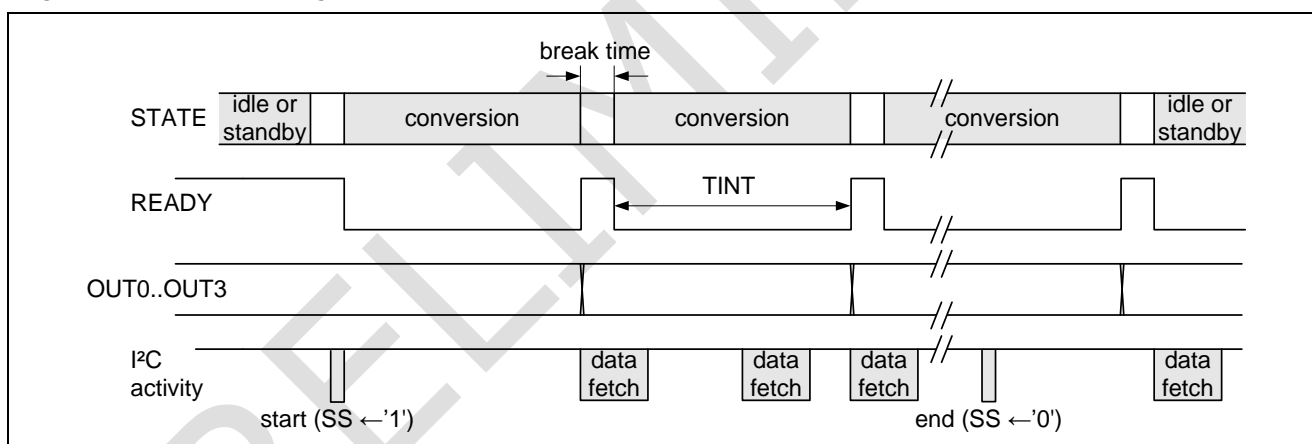 break time
STATE
idle or
standby
conversion
conversion
conversion
idle or
standby
READY
TINT
OUT0..OUT3
I²C
activity
data
fetch
data
fetch
data
fetch
data
fetch
start (SS ←'1')
end (SS ←'0')